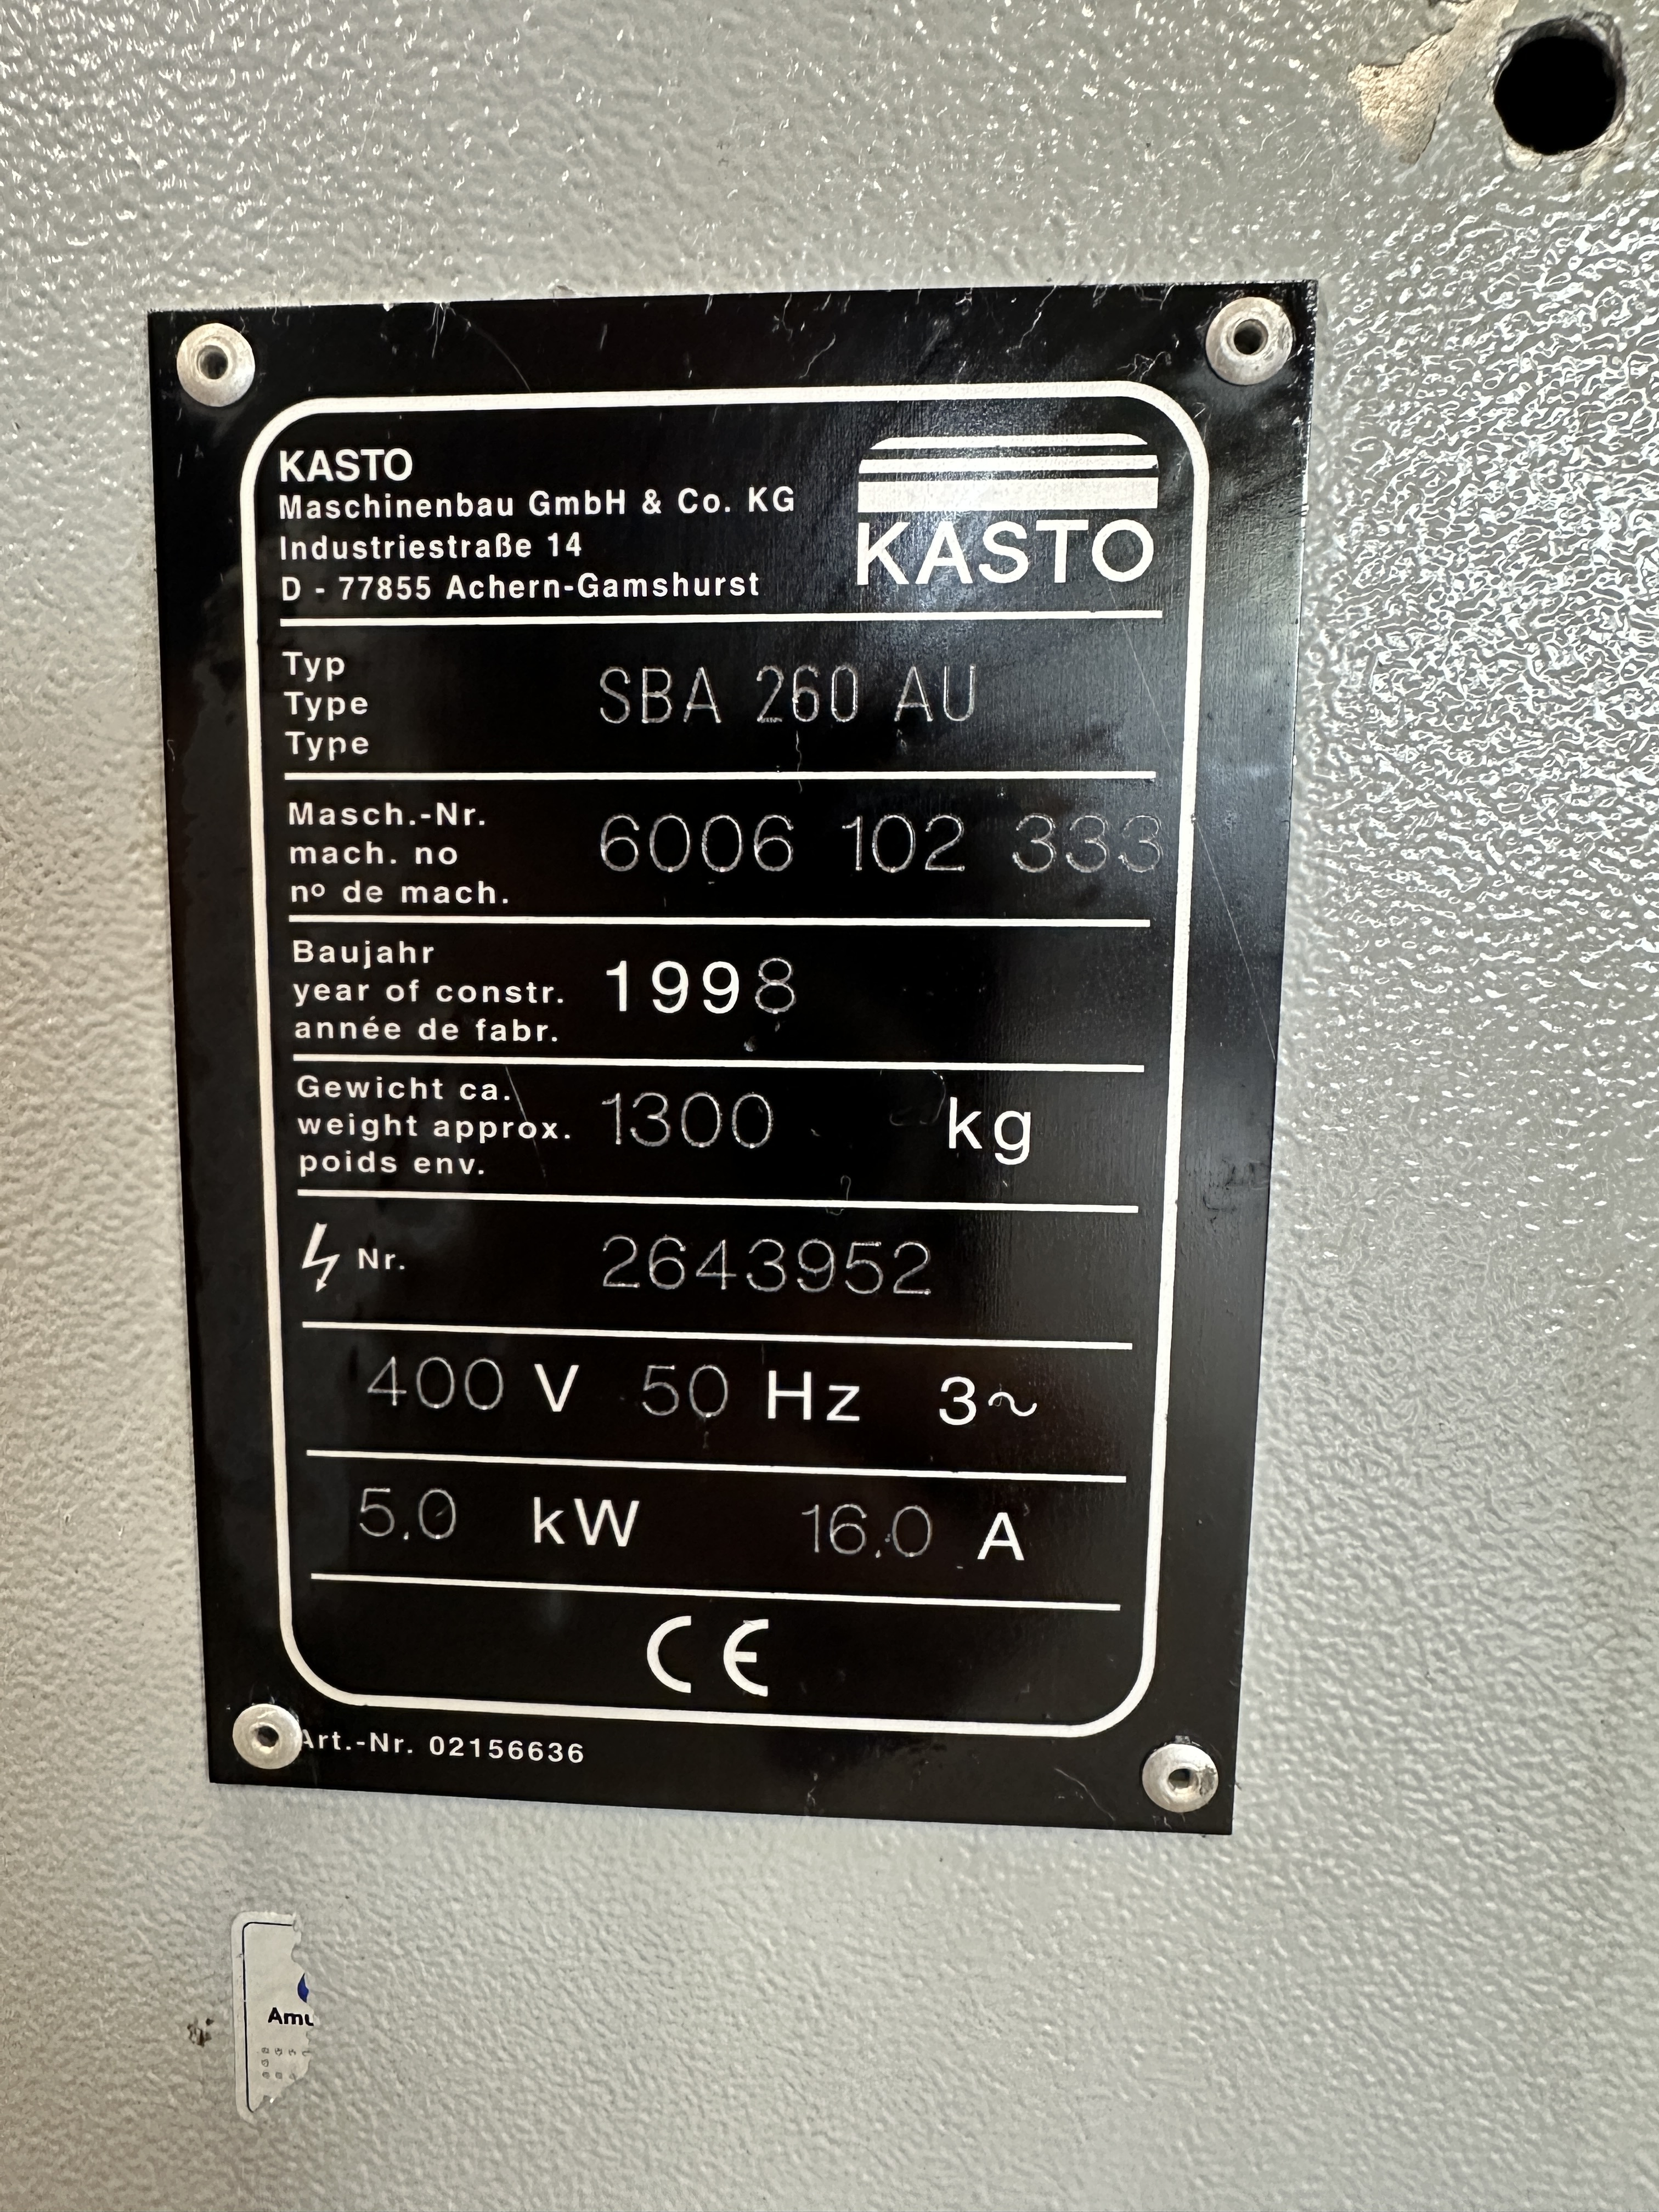 KASTO
Maschinenbau GmbH & Co. KG
Industriestraße 14
D - 77855 Achern-Gamshurst
KASTO
Typ
Type
Type
SBA 260 AU
Masch.-Nr.
mach. no
nº de mach.
6006 102 333
Baujahr
year of constr.
année de fabr.
1998
Gewicht ca.
weight approx.
poids env.
1300 kg
Nr. 2643952
400 V 50 Hz 3~
5.0 kW 16.0 A
CE
Art.-Nr. 02156636